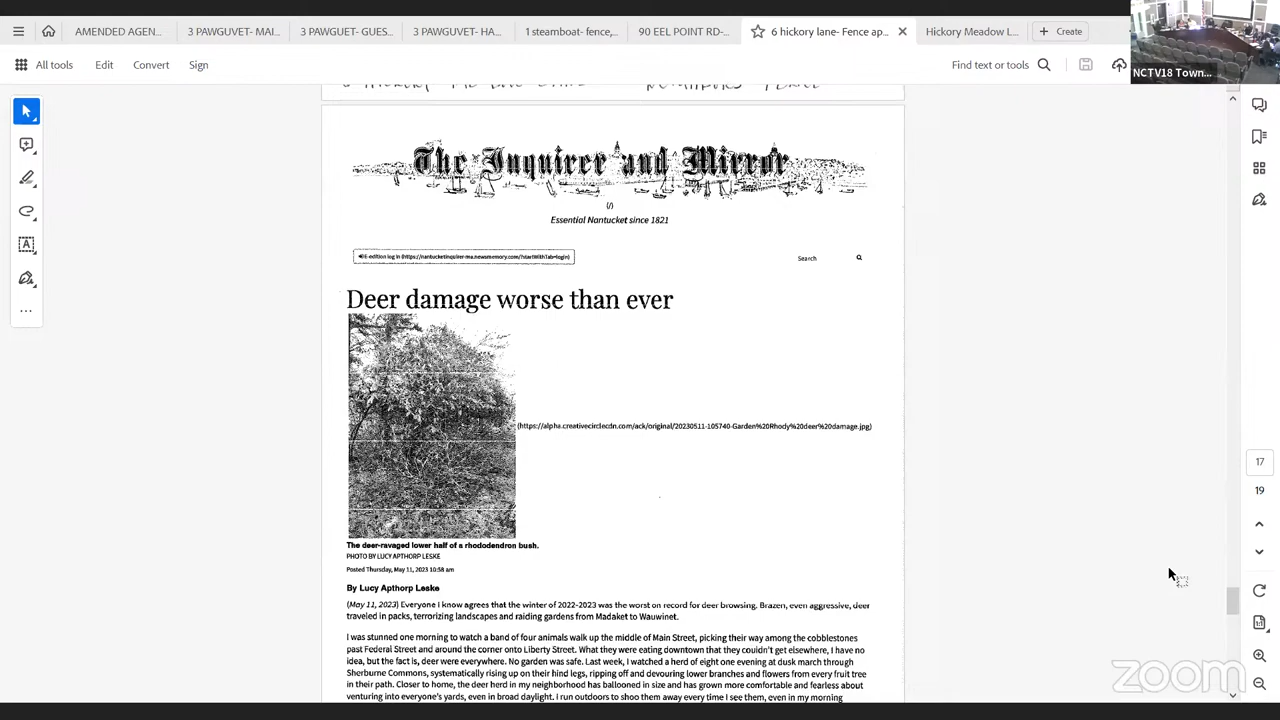 AMENDED AGEN...
3 PAWGUVET- MAI...
3 PAWGUET- GUES...
3 PAWGUVET- HA...
1 steamboat- fence,...
90 EEL POINT RD-...
6 hickory lane- Fence ap...
Hickory Meadow L...
+ Create
NCTV18 Town...
All tools
Edit
Convert
Sign
Find text or tools
The Inquirer and Mirror
(/)
Essential Nantucket since 1821
E-edition log in (https://nantucketinquirer-ma.newsmemory.com/?startWithTab=login)
Search
Deer damage worse than ever
(https://alpha.creativecirclecdn.com/ack/original/20230511-105740-Garden%20Rhody%20deer%20damage.jpg)
The deer-ravaged lower half of a rhododendron bush.
PHOTO BY LUCY APTHORP LESKE
Posted Thursday, May 11, 2023 10:58 am
By Lucy Apthorp Leske
(May 11, 2023) Everyone I know agrees that the winter of 2022-2023 was the worst on record for deer browsing. Brazen, even aggressive, deer
traveled in packs, terrorizing landscapes and raiding gardens from Madaket to Wauwinet.
I was stunned one morning to watch a band of four animals walk up the middle of Main Street, picking their way among the cobblestones
past Federal Street and around the corner onto Liberty Street. What they were eating downtown that they couldn't get elsewhere, I have no
idea, but the fact is, deer were everywhere. No garden was safe. Last week, I watched a herd of eight one evening at dusk march through
Sherburne Commons, systematically rising up on their hind legs, ripping off and devouring lower branches and flowers from every fruit tree
in their path. Closer to home, the deer herd in my neighborhood has ballooned in size and has grown more comfortable and fearless about
venturing into everyone's yards, even in broad daylight. I run outdoors to shoo them away every time I see them, even in my morning
17
19
zoom